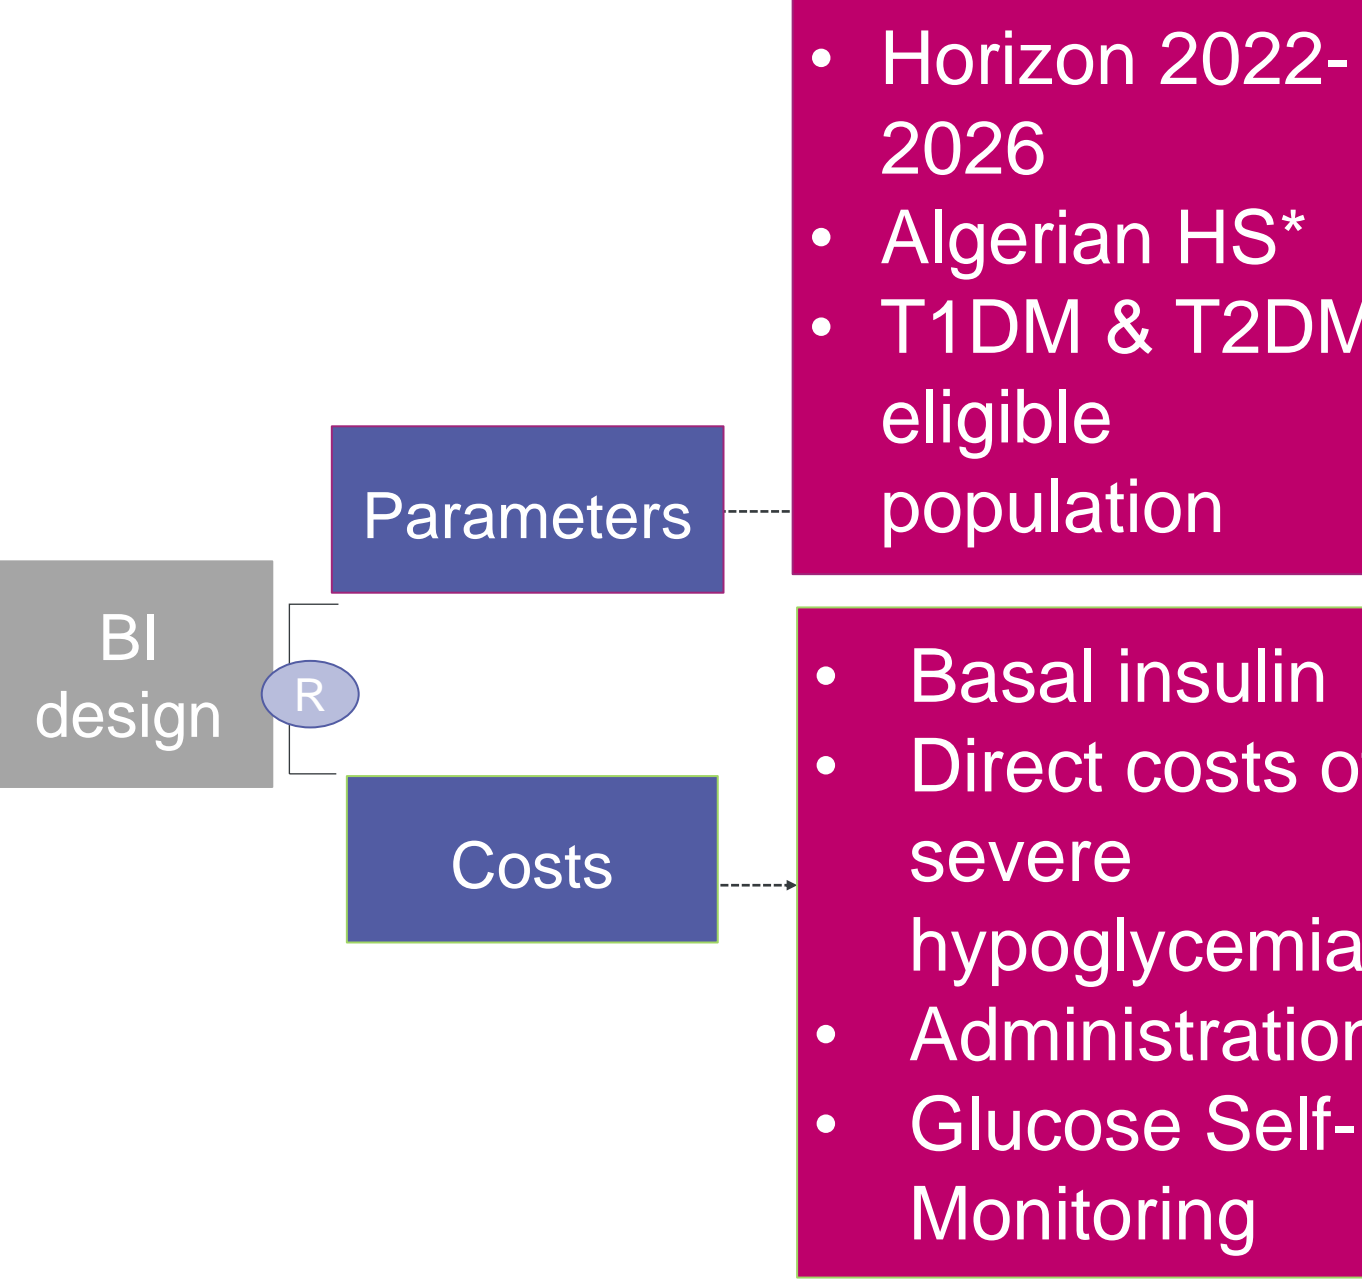 BI
design
R
Parameters
• Horizon 2022-
2026
• Algerian HS*
• T1DM & T2DM
eligible
population
Costs
• Basal insulin
• Direct costs of
severe
hypoglycemia
• Administration
• Glucose Self-
Monitoring